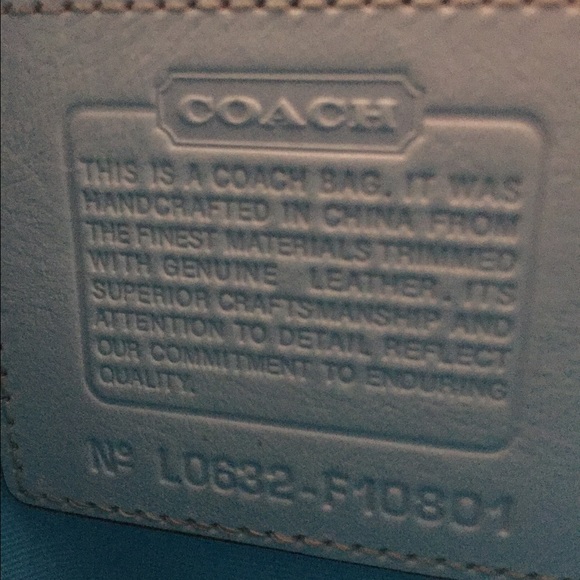 COACH
THIS IS A COACH BAG. IT WAS
HANDCRAFTED IN CHINA FROM
THE FINEST MATERIALS TRIMMED
WITH GENUINE LEATHER. ITS
SUPERIOR CRAFTSMANSHIP AND
ATTENTION TO DETAIL REFLECT
OUR COMMITMENT TO ENDURING
QUALITY.
Nº L0632-F10801